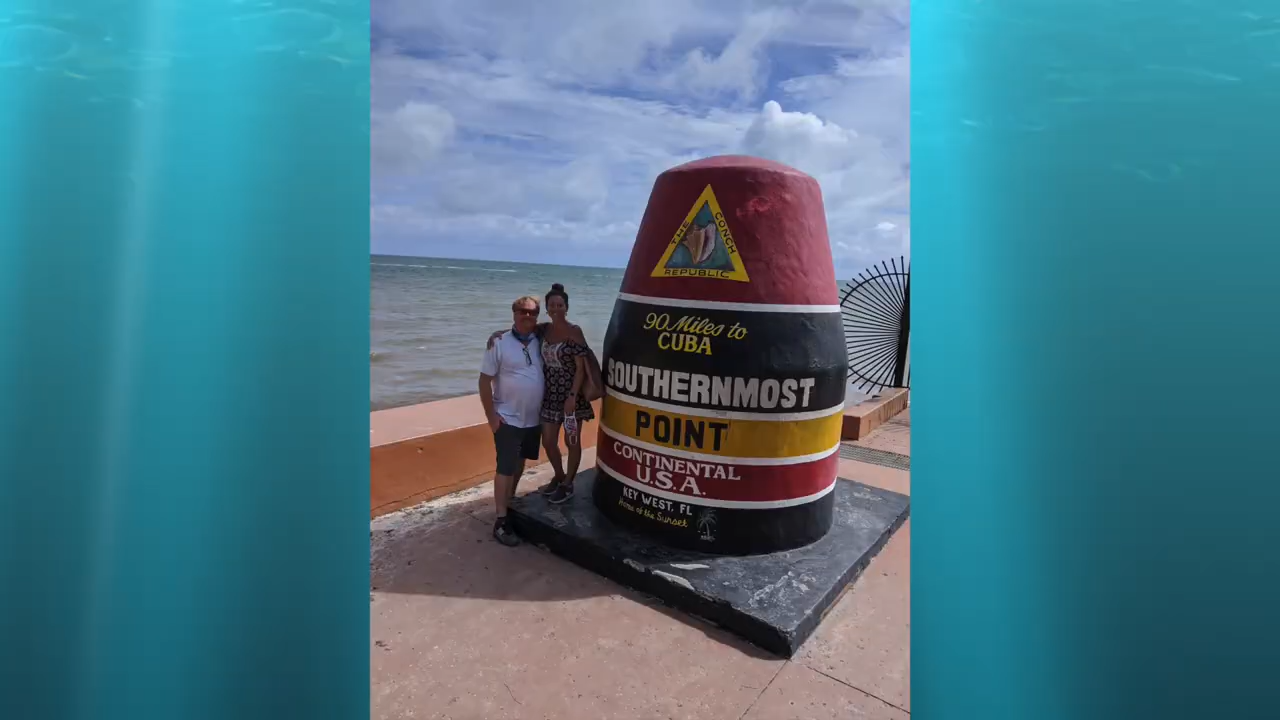 THE CONCH
REPUBLIC
90 Miles to
CUBA
SOUTHERNMOST
POINT
CONTINENTAL
U.S.A.
KEY WEST, FL
Home of the Sunset